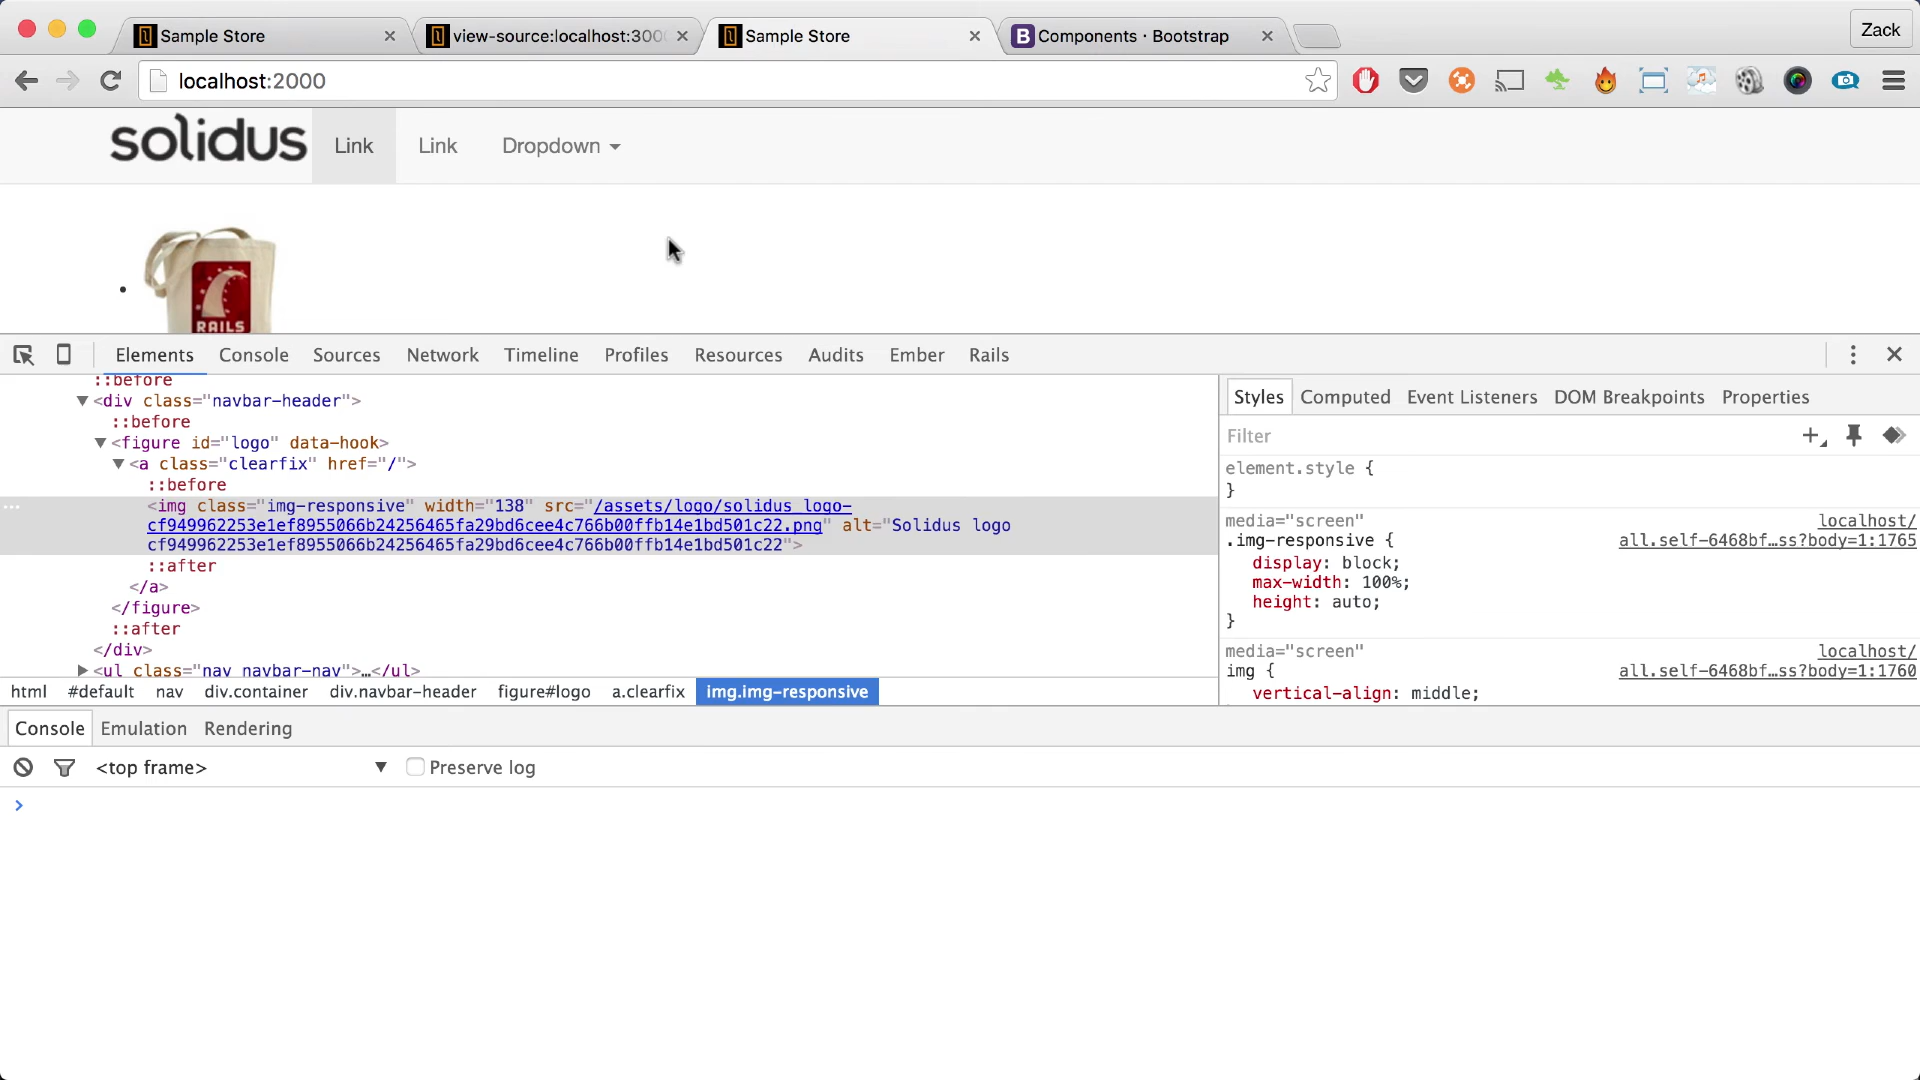 Sample Store
view-source:localhost:300
Sample Store
Components · Bootstrap
Zack
localhost:2000
solidus Link Link Dropdown
RAILS
Elements Console Sources Network Timeline Profiles Resources Audits Ember Rails
::before
<div class="navbar-header">
::before
<figure id="logo" data-hook>
<a class="clearfix" href="/">
::before
<img class="img-responsive" width="138" src="/assets/logo/solidus_logo-
cf949962253e1ef8955066b24256465fa29bd6cee4c766b00ffb14e1bd501c22.png" alt="Solidus logo
cf949962253e1ef8955066b24256465fa29bd6cee4c766b00ffb14e1bd501c22">
::after
</a>
</figure>
::after
</div>
<ul class="nav navbar-nav">…</ul>
html #default nav div.container div.navbar-header figure#logo a.clearfix img.img-responsive
Styles Computed Event Listeners DOM Breakpoints Properties
Filter
element.style {
}
media="screen" localhost/
.img-responsive { all.self-6468bf…ss?body=1:1765
display: block;
max-width: 100%;
height: auto;
}
media="screen" localhost/
img { all.self-6468bf…ss?body=1:1760
vertical-align: middle;
Console Emulation Rendering
<top frame> Preserve log